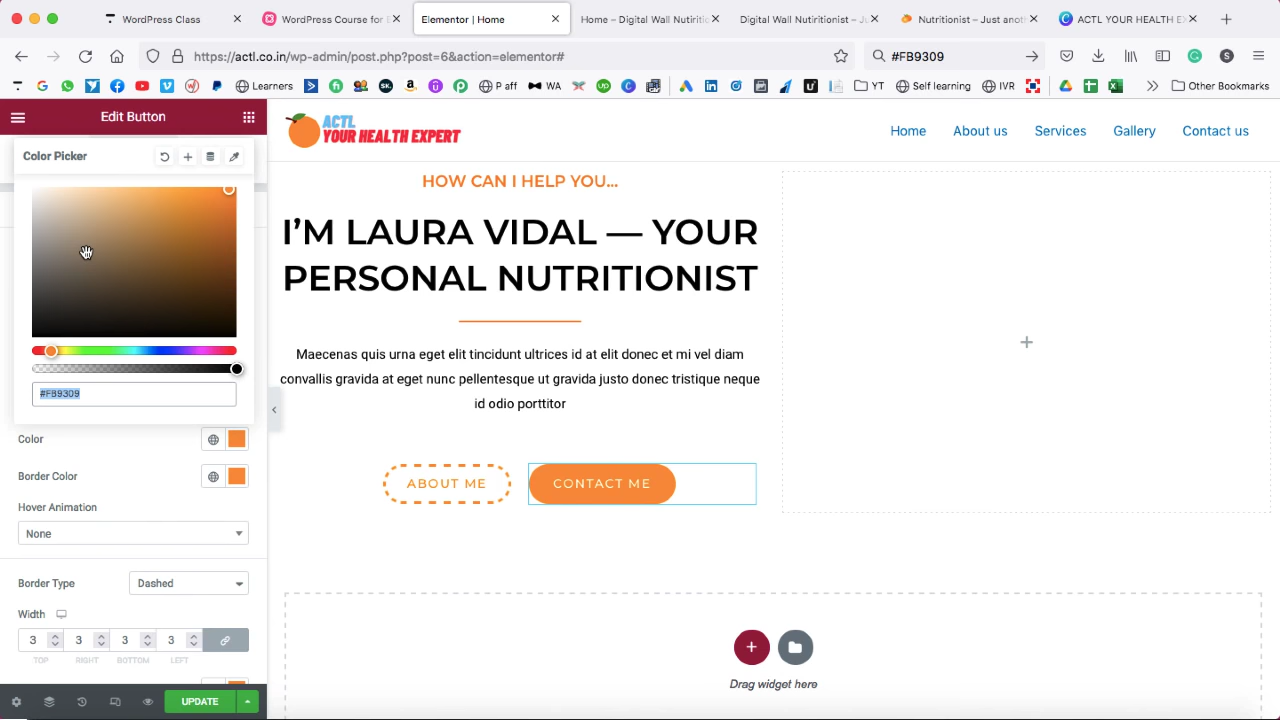 WordPress Class
WordPress Course for E
Elementor | Home
Home – Digital Wall Nutiritio
Digital Wall Nutiritionist – Ju
Nutritionist – Just anoth
ACTL YOUR HEALTH EX
https://actl.co.in/wp-admin/post.php?post=6&action=elementor#
#FB9309
Learners
P aff
WA
YT
Self learning
IVR
Other Bookmarks
Edit Button
Color Picker
#FB9309
Color
Border Color
Hover Animation
None
Border Type
Dashed
Width
3 3 3 3
TOP RIGHT BOTTOM LEFT
UPDATE
ACTL
YOUR HEALTH EXPERT
Home
About us
Services
Gallery
Contact us
HOW CAN I HELP YOU...
I’M LAURA VIDAL — YOUR
PERSONAL NUTRITIONIST
Maecenas quis urna eget elit tincidunt ultrices id at elit donec et mi vel diam
convallis gravida at eget nunc pellentesque ut gravida justo donec tristique neque
id odio porttitor
ABOUT ME
CONTACT ME
Drag widget here